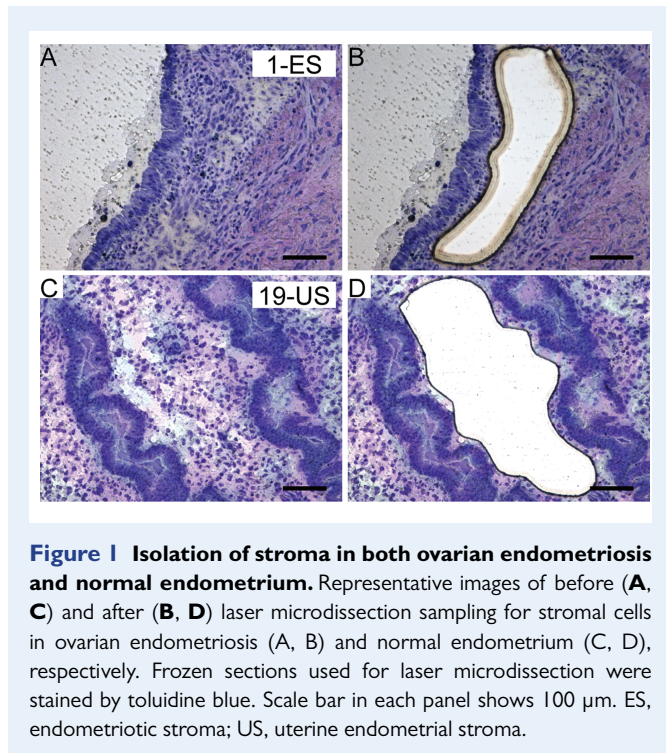 A
1-ES
B
C
19-US
D
Figure 1 Isolation of stroma in both ovarian endometriosis
and normal endometrium. Representative images of before (A,
C) and after (B, D) laser microdissection sampling for stromal cells
in ovarian endometriosis (A, B) and normal endometrium (C, D),
respectively. Frozen sections used for laser microdissection were
stained by toluidine blue. Scale bar in each panel shows 100 μm. ES,
endometriotic stroma; US, uterine endometrial stroma.